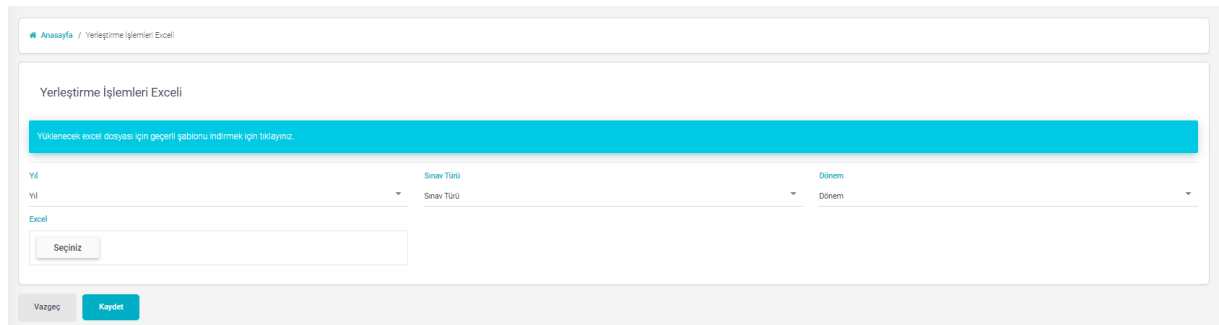 Anasayfa / Yerleştirme İşlemleri Exceli
Yerleştirme İşlemleri Exceli
Yüklenecek excel dosyası için geçerli şablonu indirmek için tıklayınız.
Yıl Sınav Türü Dönem
Yıl Sınav Türü Dönem
Excel
Seçiniz
Vazgeç Kaydet